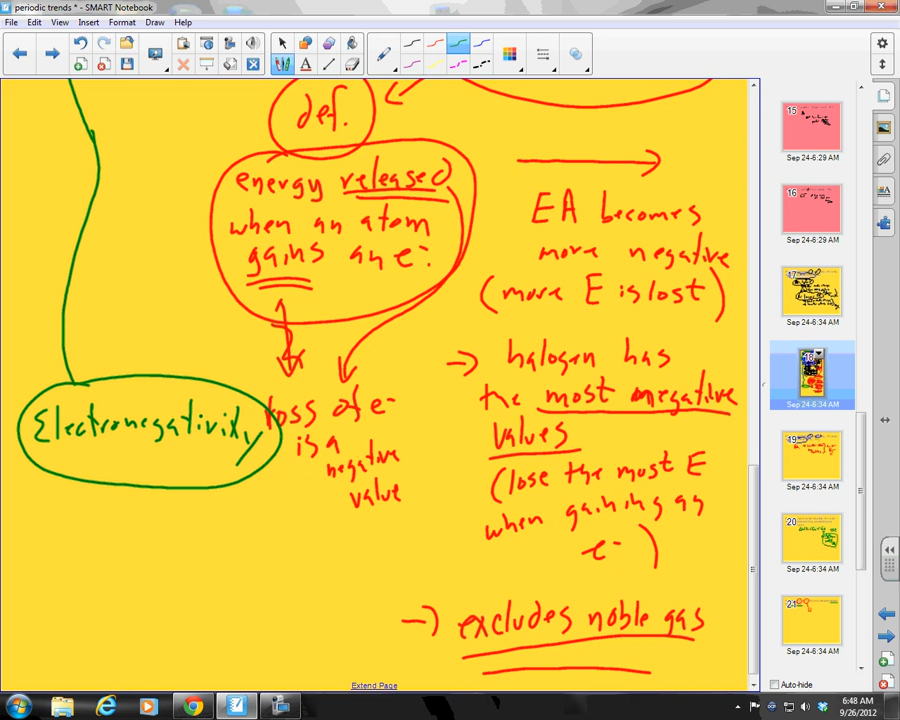 periodic trends * - SMART Notebook
File Edit View Insert Format Draw Tools Help
def.
energy released
when an atom
gains an e-.
loss of e-
is a
negative
value
Electronegativity
EA becomes
more negative
(more E is lost)
→ halogen has
the most negative
values
(lose the most E
when gaining an
e-)
→ excludes noble gas
Extend Page
15
Sep 24-6:29 AM
16
Sep 24-6:29 AM
17
Sep 24-6:34 AM
18
Sep 24-6:34 AM
19
Sep 24-6:34 AM
20
Sep 24-6:34 AM
21
Sep 24-6:34 AM
Auto-hide
6:48 AM
9/26/2012